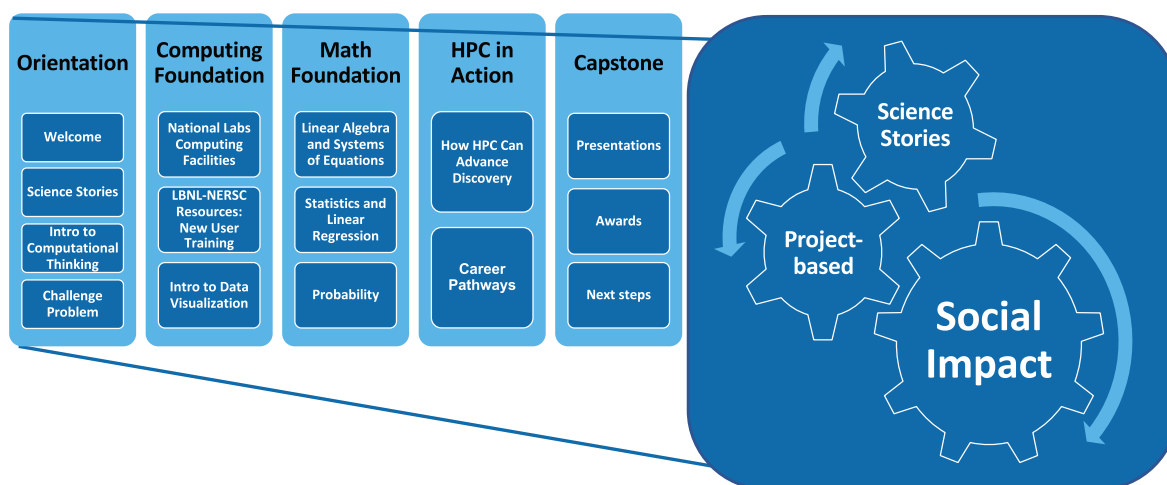 Orientation
Welcome
Science Stories
Intro to
Computational
Thinking
Challenge
Problem
Computing
Foundation
National Labs
Computing
Facilities
LBNL-NERSC
Resources:
New User
Training
Intro to Data
Visualization
Math
Foundation
Linear Algebra
and Systems
of Equations
Statistics and
Linear
Regression
Probability
HPC in
Action
How HPC Can
Advance
Discovery
Career
Pathways
Capstone
Presentations
Awards
Next steps
Science
Stories
Project-
based
Social
Impact